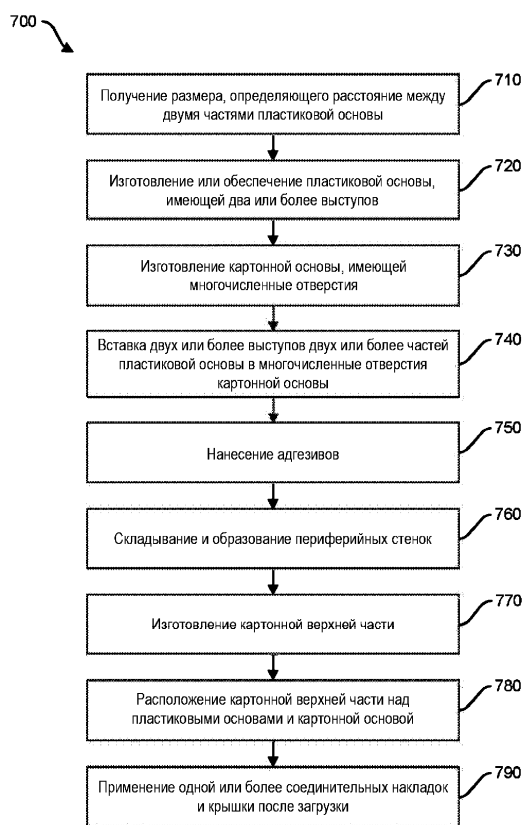 700
710
Получение размера, определяющего расстояние между
двумя частями пластиковой основы
720
Изготовление или обеспечение пластиковой основы,
имеющей два или более выступов
730
Изготовление картонной основы, имеющей
многочисленные отверстия
740
Вставка двух или более выступов двух или более частей
пластиковой основы в многочисленные отверстия
картонной основы
750
Нанесение адгезивов
760
Складывание и образование периферийных стенок
770
Изготовление картонной верхней части
780
Расположение картонной верхней части над
пластиковыми основами и картонной основой
790
Применение одной или более соединительных накладок
и крышки после загрузки